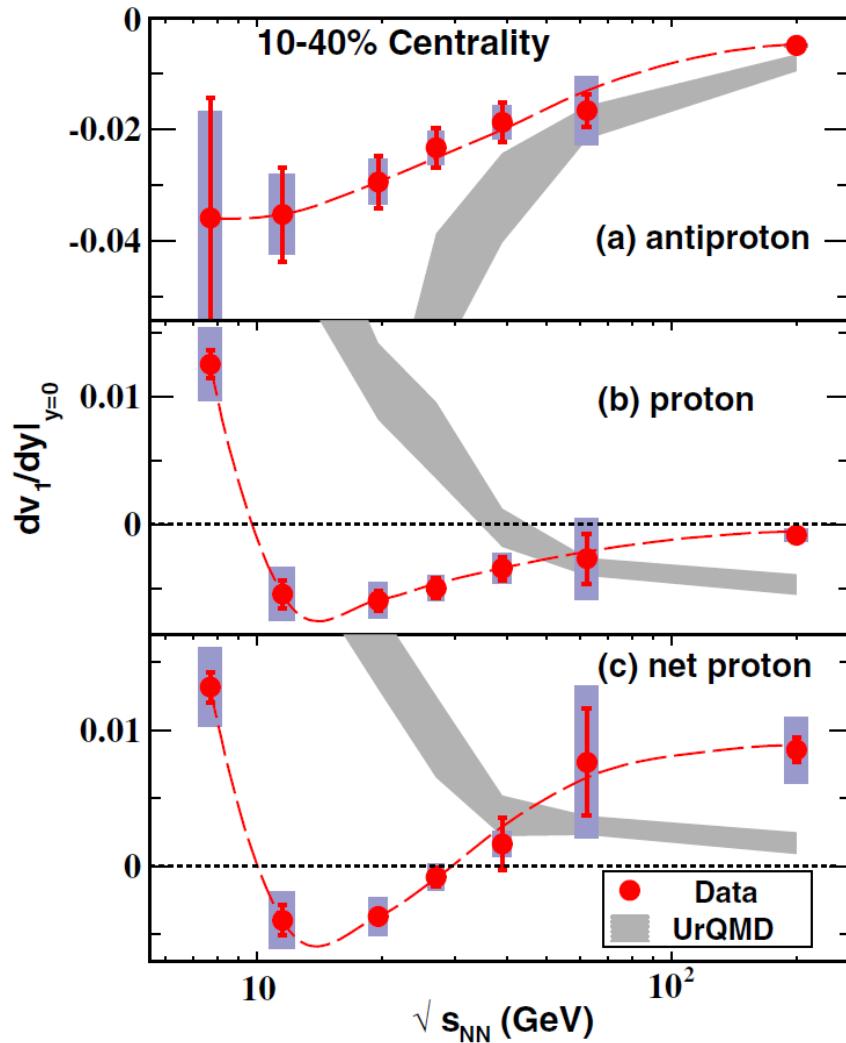 10-40% Centrality
0
-0.02
-0.04
(a) antiproton
0.01
0
(b) proton
dv₁/dy|y=0
0.01
0
(c) net proton
Data
UrQMD
10
10²
√ sNN (GeV)